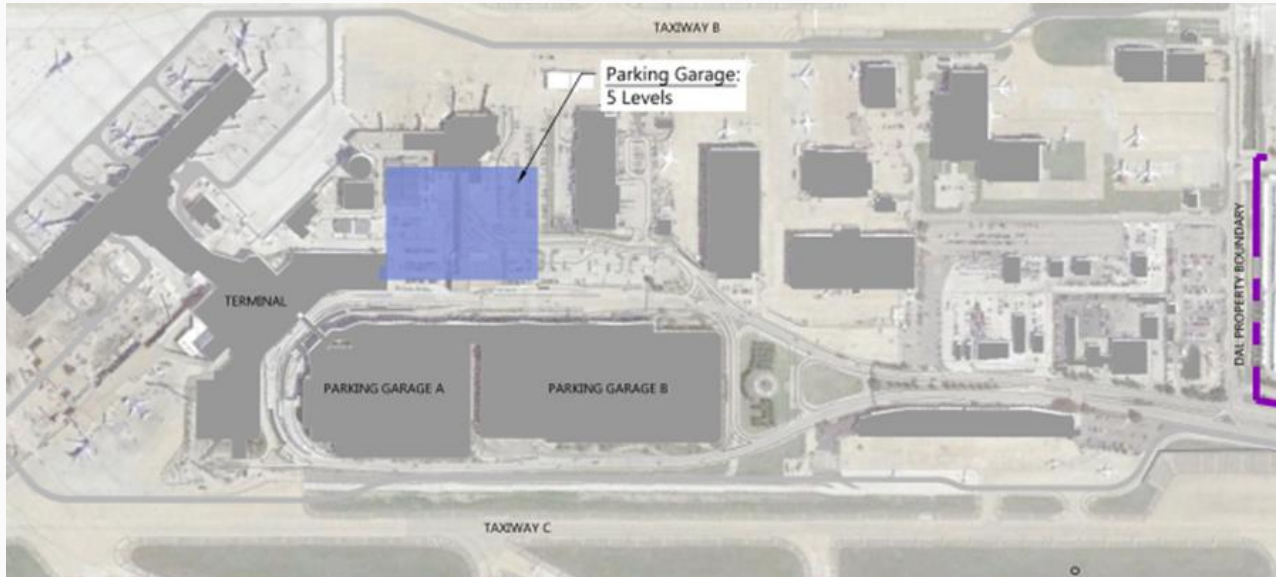 TAXIWAY B
Parking Garage:
5 Levels
DAL PROPERTY BOUNDARY
TERMINAL
PARKING GARAGE A
PARKING GARAGE B
TAXIWAY C